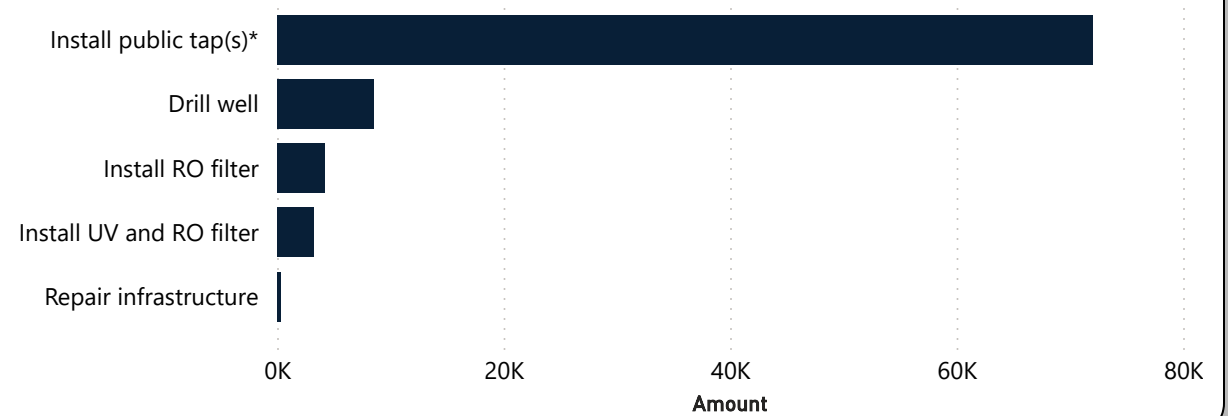 Install public tap(s)*
Drill well
Install RO filter
Install UV and RO filter
Repair infrastructure
0K 20K 40K 60K 80K
Amount